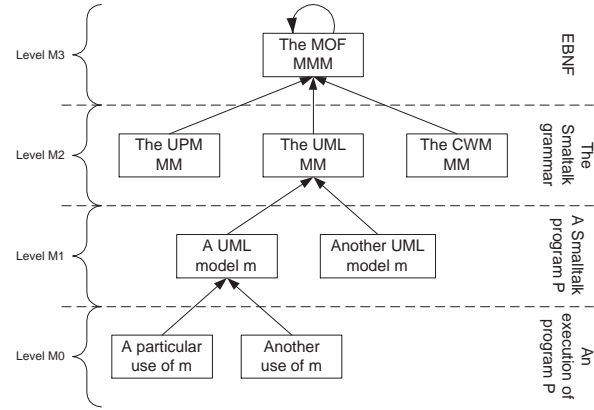 Level M3
The MOF
MMM
EBNF
Level M2
The UPM
MM
The UML
MM
The CWM
MM
The
Smaltalk
grammar
Level M1
A UML
model m
Another UML
model m
A Smalltalk
program P
Level M0
A particular
use of m
Another
use of m
An
execution of
program P